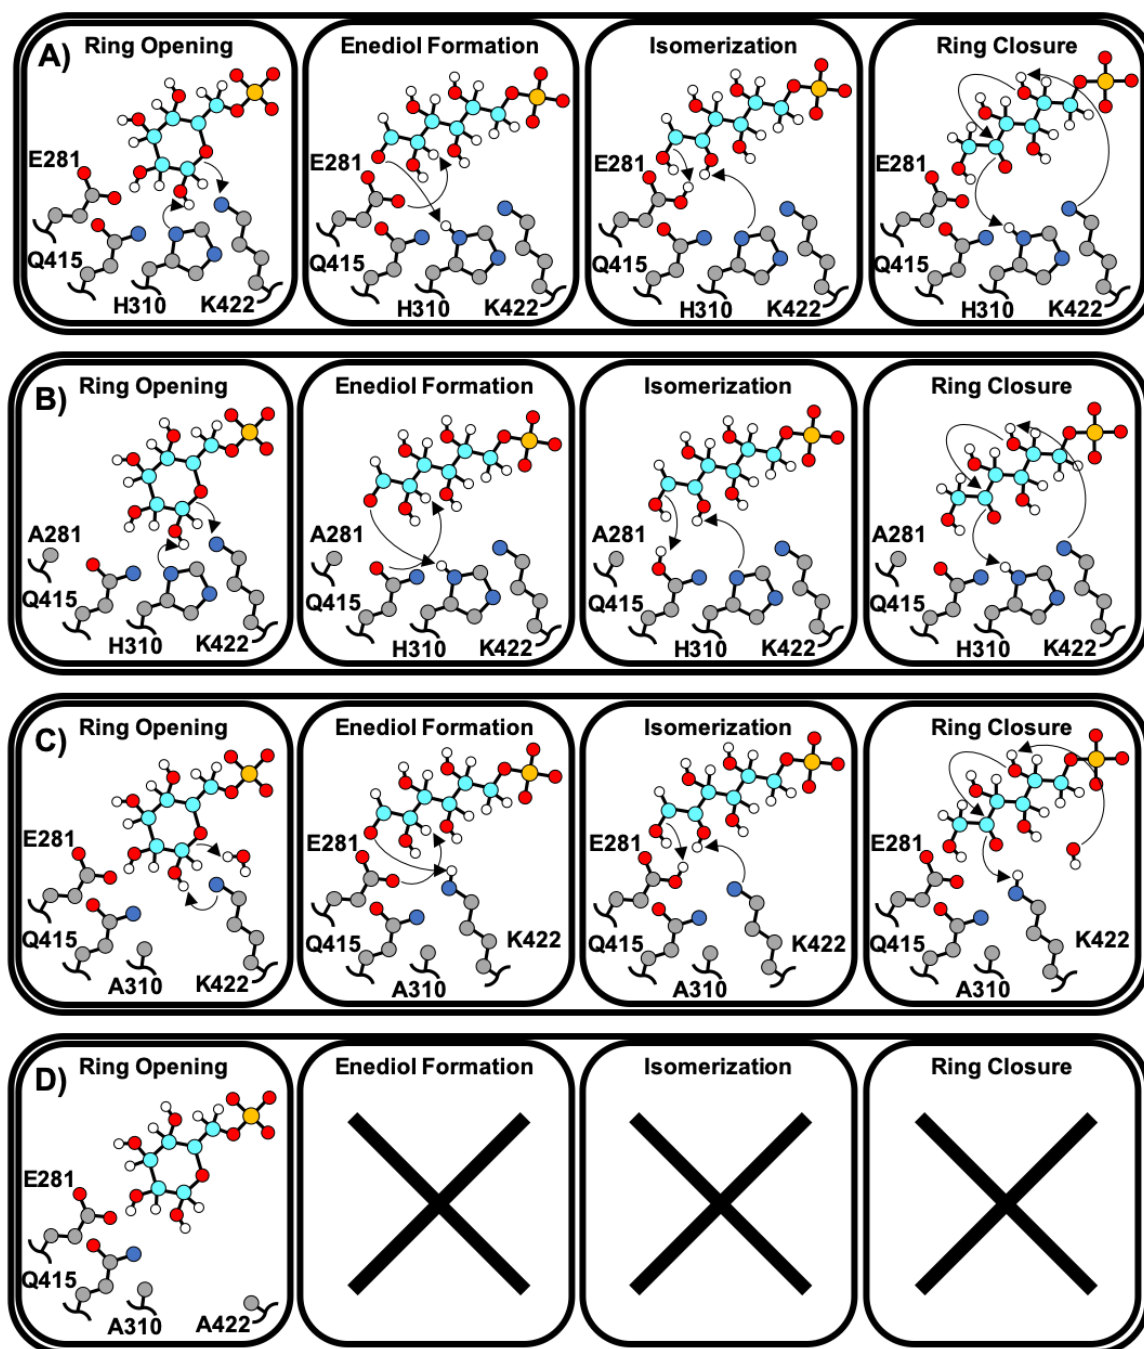 A)
Ring Opening
Enediol Formation
Isomerization
Ring Closure
E281
E281
E281
E281
Q415
Q415
Q415
Q415
H310
K422
H310
K422
H310
K422
H310
K422
B)
Ring Opening
Enediol Formation
Isomerization
Ring Closure
A281
A281
A281
A281
Q415
Q415
Q415
Q415
H310
K422
H310
K422
H310
K422
H310
K422
C)
Ring Opening
Enediol Formation
Isomerization
Ring Closure
E281
E281
E281
E281
Q415
Q415
K422
Q415
K422
Q415
K422
A310
K422
A310
A310
A310
D)
Ring Opening
Enediol Formation
Isomerization
Ring Closure
E281
Q415
A310
A422